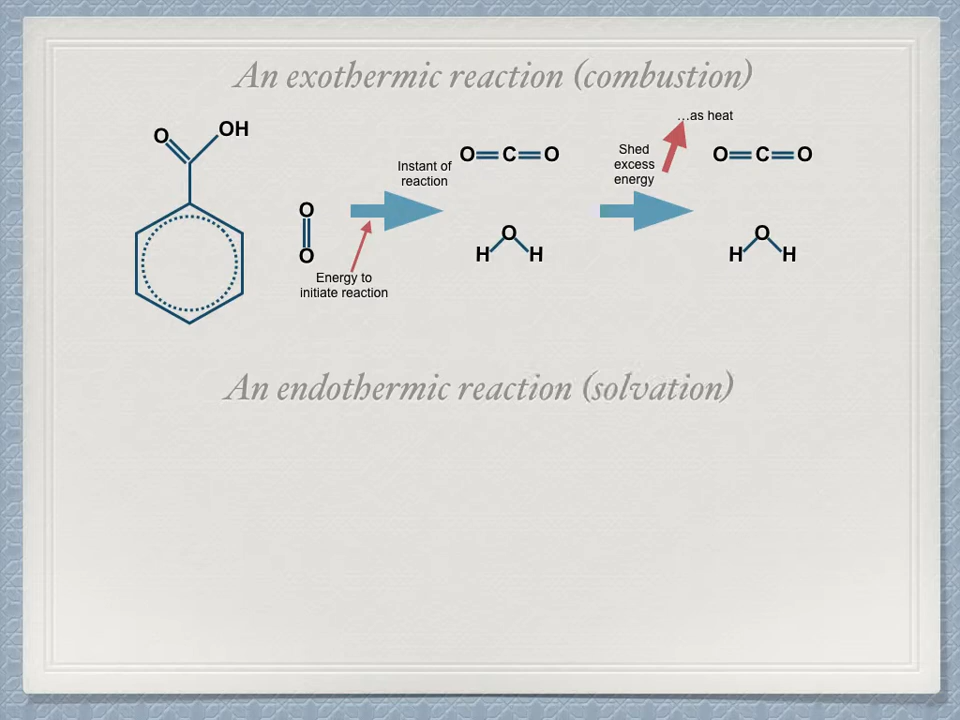 An exothermic reaction (combustion)
O
OH
O
O
Energy to
initiate reaction
Instant of
reaction
O=C=O
O
H H
Shed
excess
energy
…as heat
O=C=O
O
H H
An endothermic reaction (solvation)